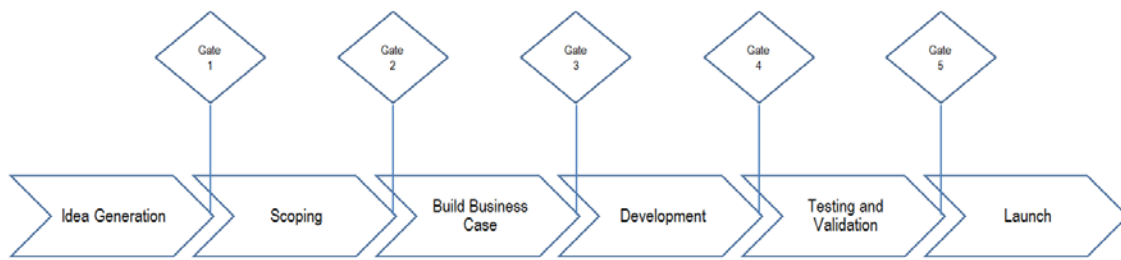 Gate
1
Gate
2
Gate
3
Gate
4
Gate
5
Idea Generation
Scoping
Build Business
Case
Development
Testing and
Validation
Launch